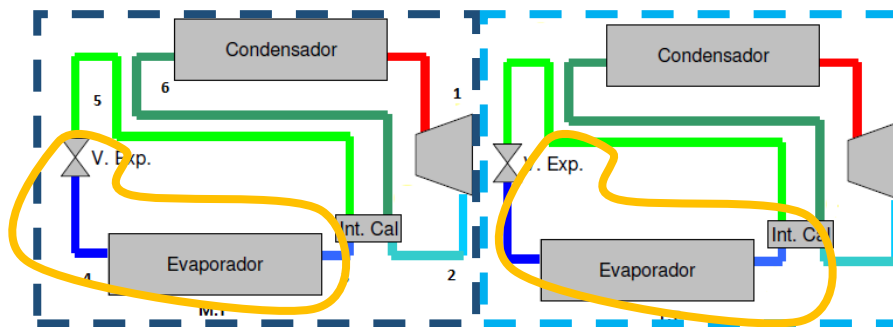 Condensador
6
5
1
V. Exp.
Int. Cal
Evaporador
4
2
M.T
Condensador
V. Exp.
Int. Cal
Evaporador